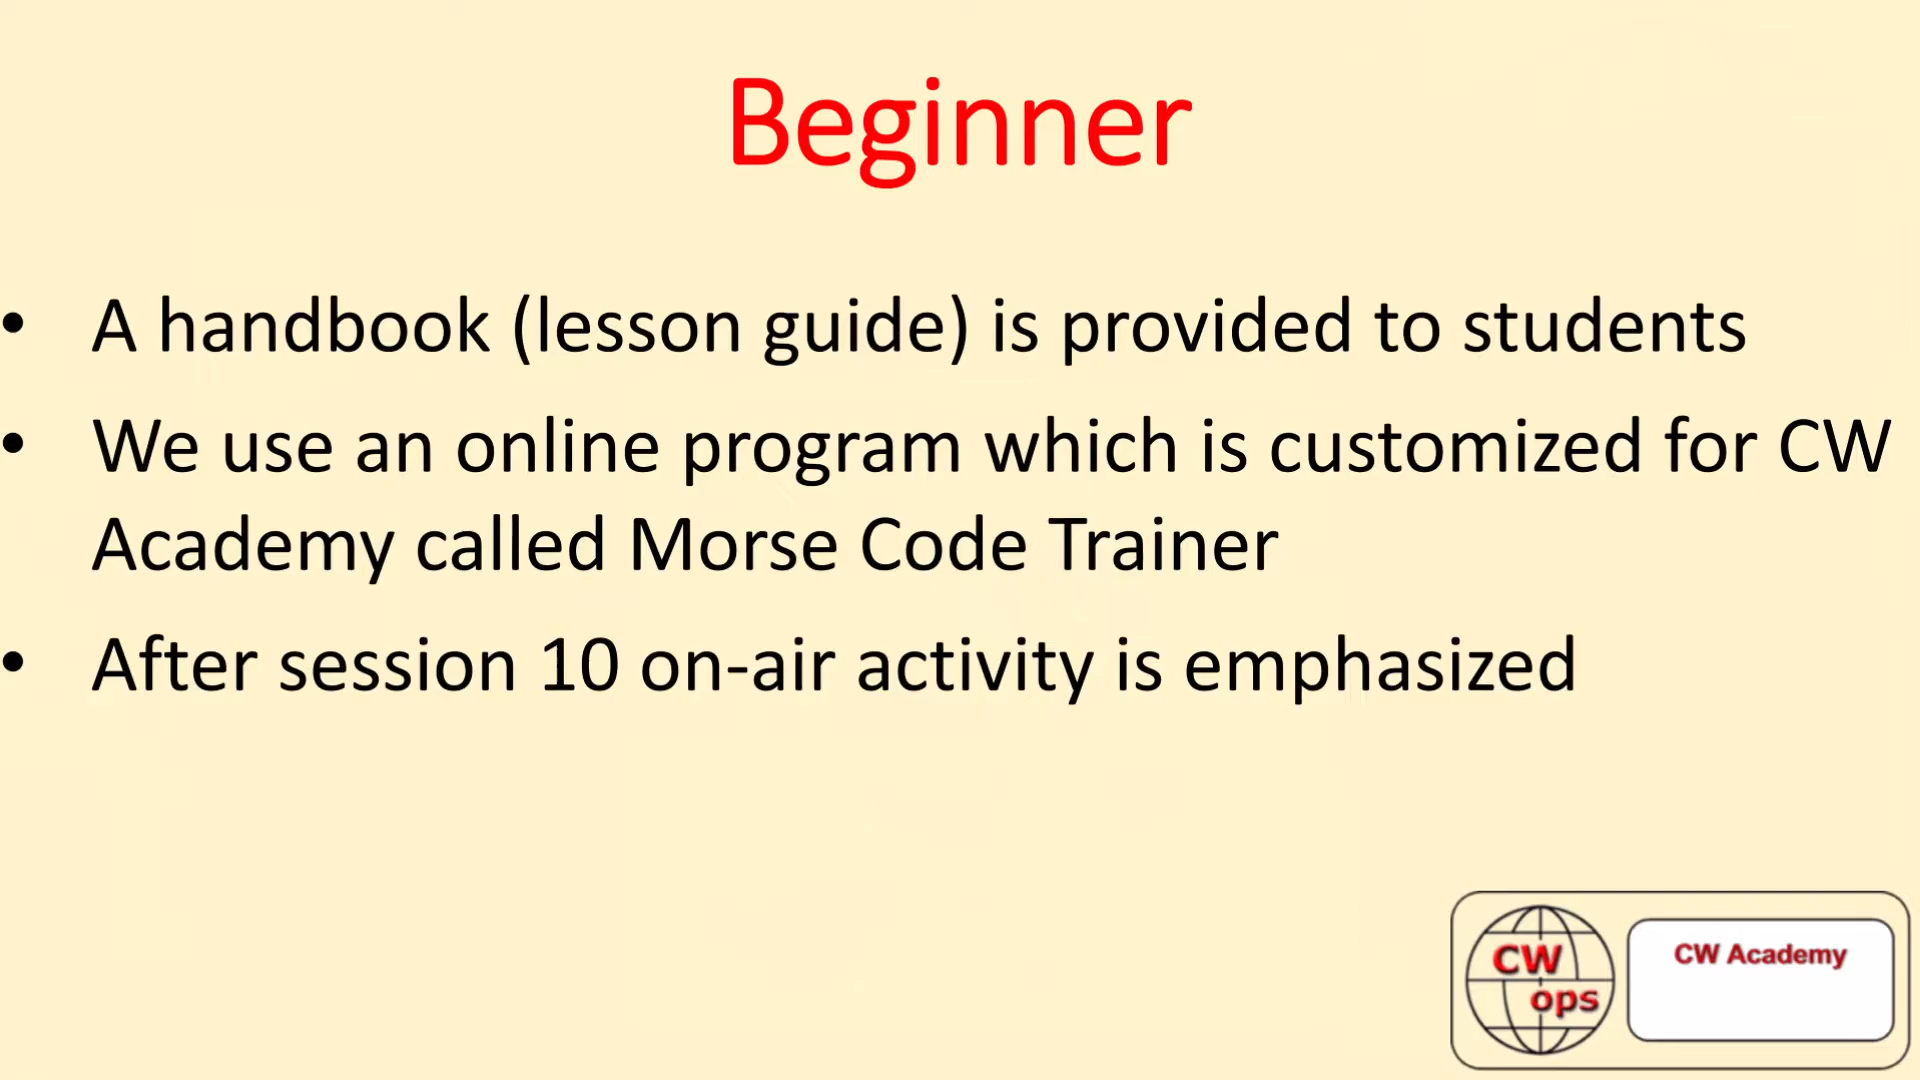 Beginner
• A handbook (lesson guide) is provided to students
• We use an online program which is customized for CW
Academy called Morse Code Trainer
• After session 10 on-air activity is emphasized
CW
ops
CW Academy